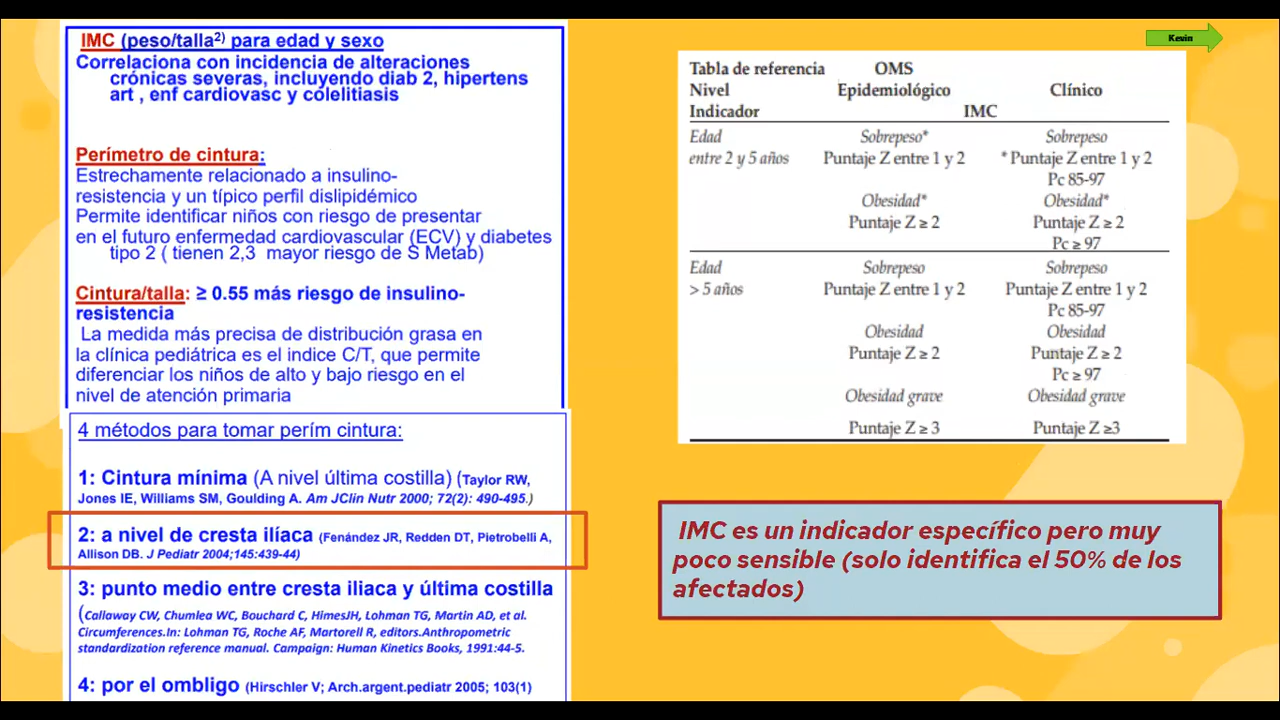 IMC (peso/talla²) para edad y sexo
Correlaciona con incidencia de alteraciones
crónicas severas, incluyendo diab 2, hipertens
art , enf cardiovasc y colelitiasis
Perímetro de cintura:
Estrechamente relacionado a insulino-
resistencia y un típico perfil dislipidémico
Permite identificar niños con riesgo de presentar
en el futuro enfermedad cardiovascular (ECV) y diabetes
tipo 2 ( tienen 2,3 mayor riesgo de S Metab)
Cintura/talla: ≥ 0.55 más riesgo de insulino-
resistencia
La medida más precisa de distribución grasa en
la clínica pediátrica es el indice C/T, que permite
diferenciar los niños de alto y bajo riesgo en el
nivel de atención primaria
4 métodos para tomar perím cintura:
1: Cintura mínima (A nivel última costilla) (Taylor RW,
Jones IE, Williams SM, Goulding A. Am JClin Nutr 2000; 72(2): 490-495.)
2: a nivel de cresta ilíaca (Fenández JR, Redden DT, Pietrobelli A,
Allison DB. J Pediatr 2004;145:439-44)
3: punto medio entre cresta iliaca y última costilla
(Callaway CW, Chumlea WC, Bouchard C, HimesJH, Lohman TG, Martin AD, et al.
Circumferences.In: Lohman TG, Roche AF, Martorell R, editors.Anthropometric
standardization reference manual. Campaign: Human Kinetics Books, 1991:44-5.
4: por el ombligo (Hirschler V; Arch.argent.pediatr 2005; 103(1)
Kevin
Tabla de referencia OMS
Nivel Epidemiológico Clínico
Indicador IMC
Edad Sobrepeso* Sobrepeso
entre 2 y 5 años Puntaje Z entre 1 y 2 * Puntaje Z entre 1 y 2
Pc 85-97
Obesidad* Obesidad*
Puntaje Z ≥ 2 Puntaje Z ≥ 2
Pc ≥ 97
Edad Sobrepeso Sobrepeso
> 5 años Puntaje Z entre 1 y 2 Puntaje Z entre 1 y 2
Pc 85-97
Obesidad Obesidad
Puntaje Z ≥ 2 Puntaje Z ≥ 2
Pc ≥ 97
Obesidad grave Obesidad grave
Puntaje Z ≥ 3 Puntaje Z ≥3
IMC es un indicador específico pero muy
poco sensible (solo identifica el 50% de los
afectados)